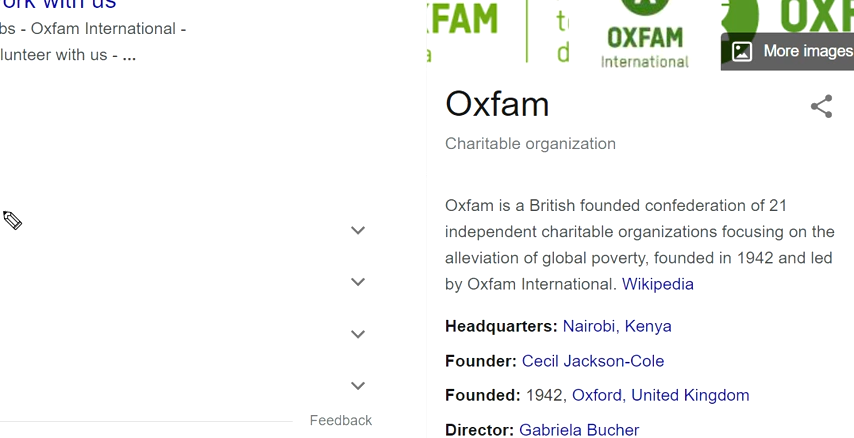 ork with us
bs - Oxfam International -
lunteer with us - ...
Feedback
FAM
a
OXFAM
International
OXF
More images
Oxfam
Charitable organization
Oxfam is a British founded confederation of 21
independent charitable organizations focusing on the
alleviation of global poverty, founded in 1942 and led
by Oxfam International. Wikipedia
Headquarters: Nairobi, Kenya
Founder: Cecil Jackson-Cole
Founded: 1942, Oxford, United Kingdom
Director: Gabriela Bucher